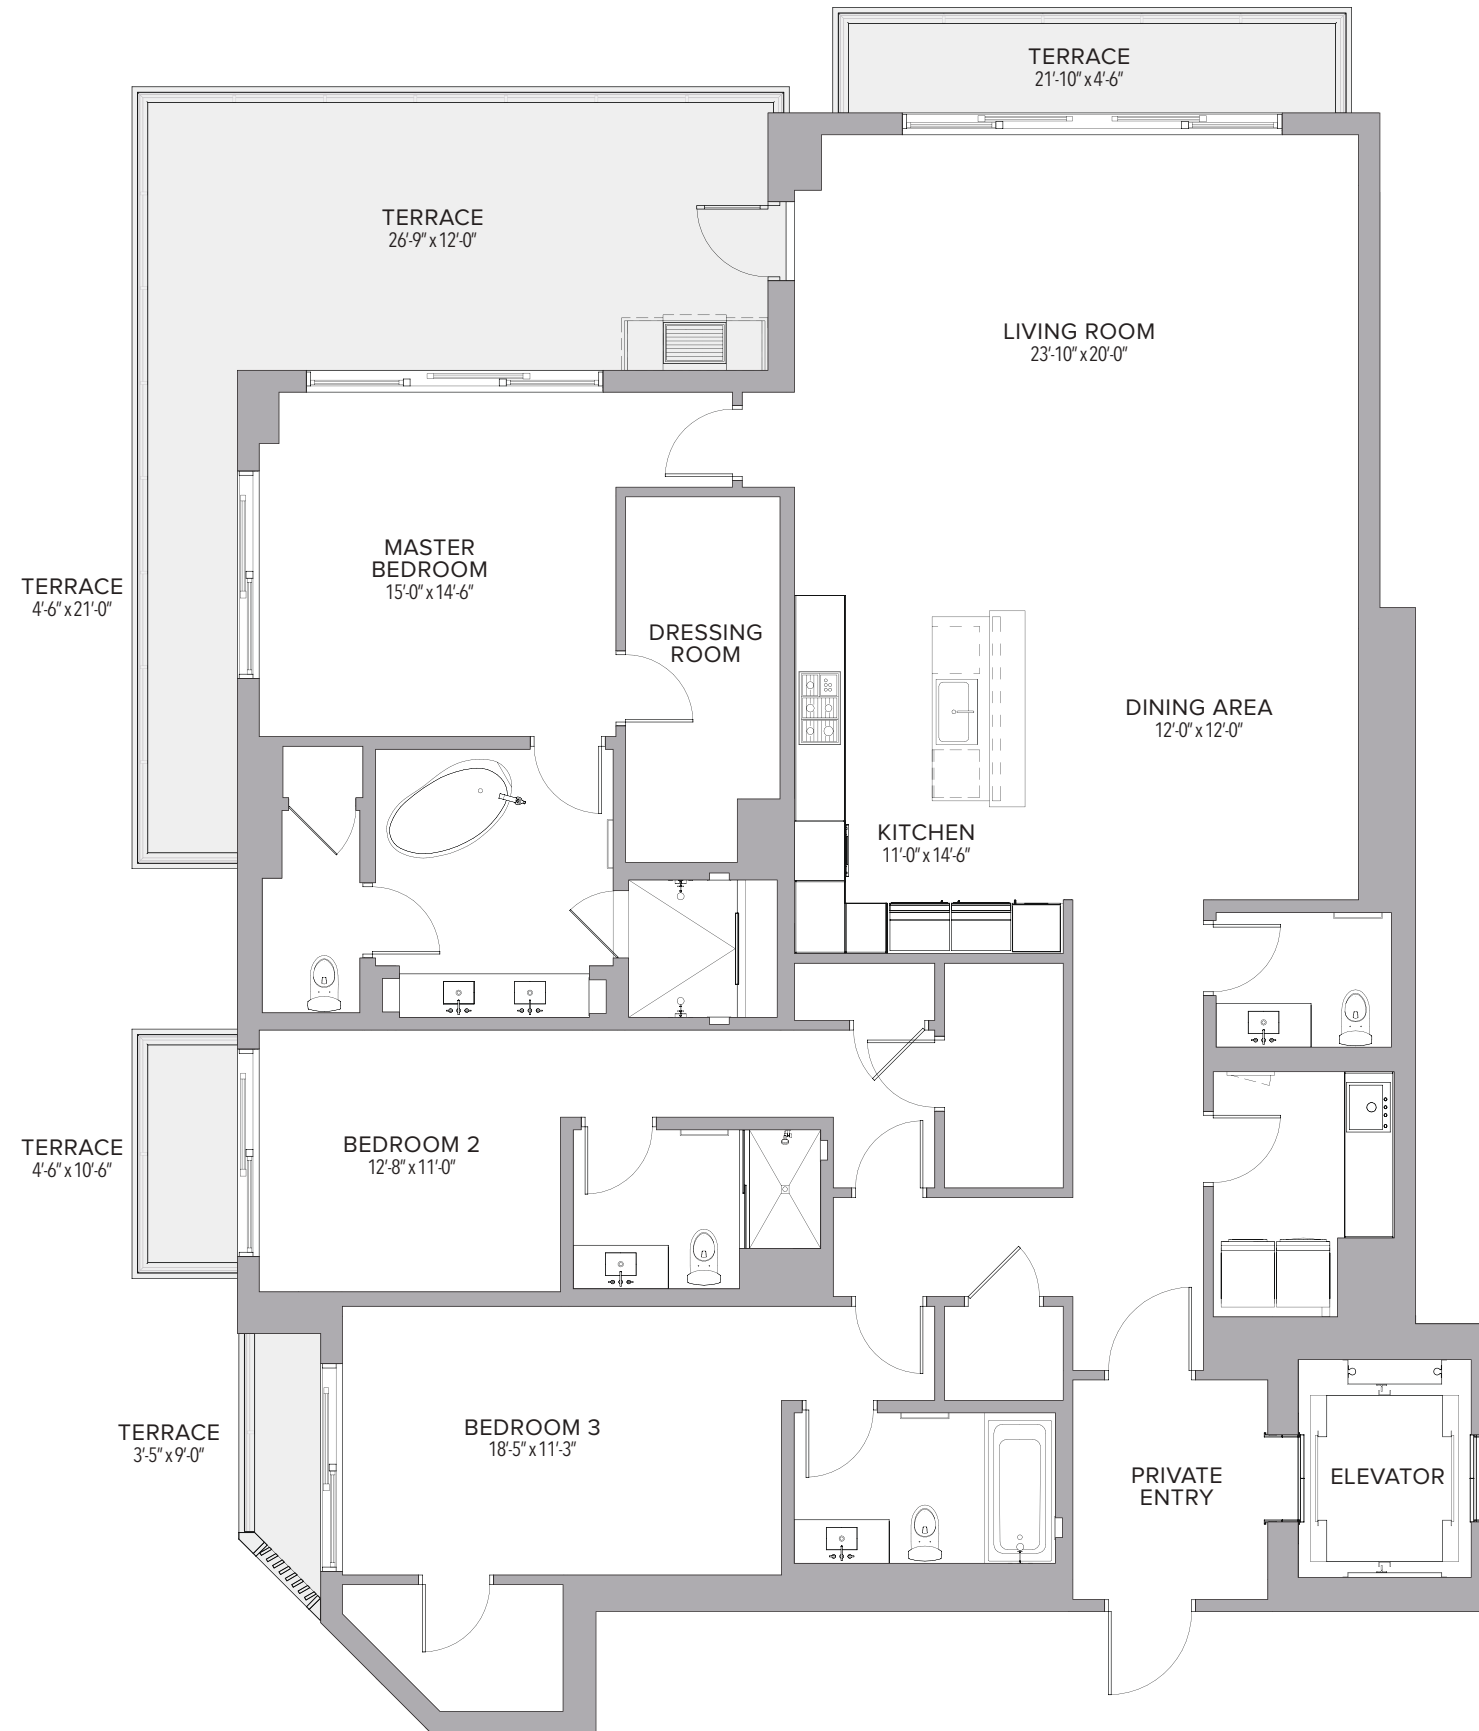 TERRACE
21'-10" x 4'-6"
TERRACE
26'-9" x 12'-0"
LIVING ROOM
23'-10" x 20'-0"
MASTER
BEDROOM
15'-0" x 14'-6"
TERRACE
4'-6" x 21'-0"
DRESSING
ROOM
DINING AREA
12'-0" x 12'-0"
KITCHEN
11'-0" x 14'-6"
BEDROOM 2
12'-8" x 11'-0"
TERRACE
4'-6" x 10'-6"
TERRACE
3'-5" x 9'-0"
BEDROOM 3
18'-5" x 11'-3"
PRIVATE
ENTRY
ELEVATOR